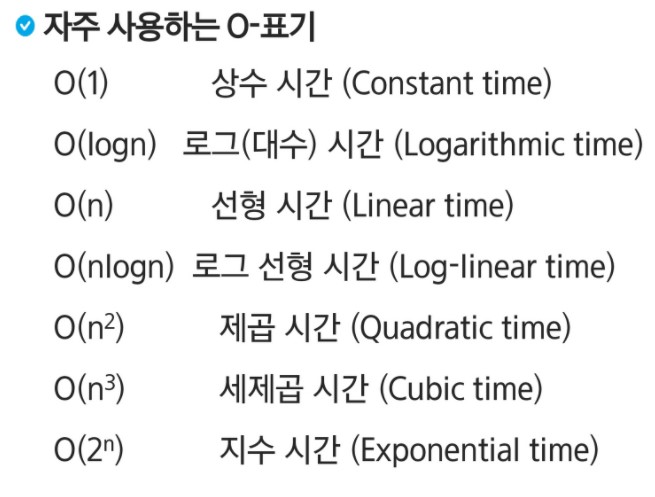 자주 사용하는 O-표기
O(1) 상수 시간 (Constant time)
O(logn) 로그(대수) 시간 (Logarithmic time)
O(n) 선형 시간 (Linear time)
O(nlogn) 로그 선형 시간 (Log-linear time)
O(n²) 제곱 시간 (Quadratic time)
O(n³) 세제곱 시간 (Cubic time)
O(2ⁿ) 지수 시간 (Exponential time)